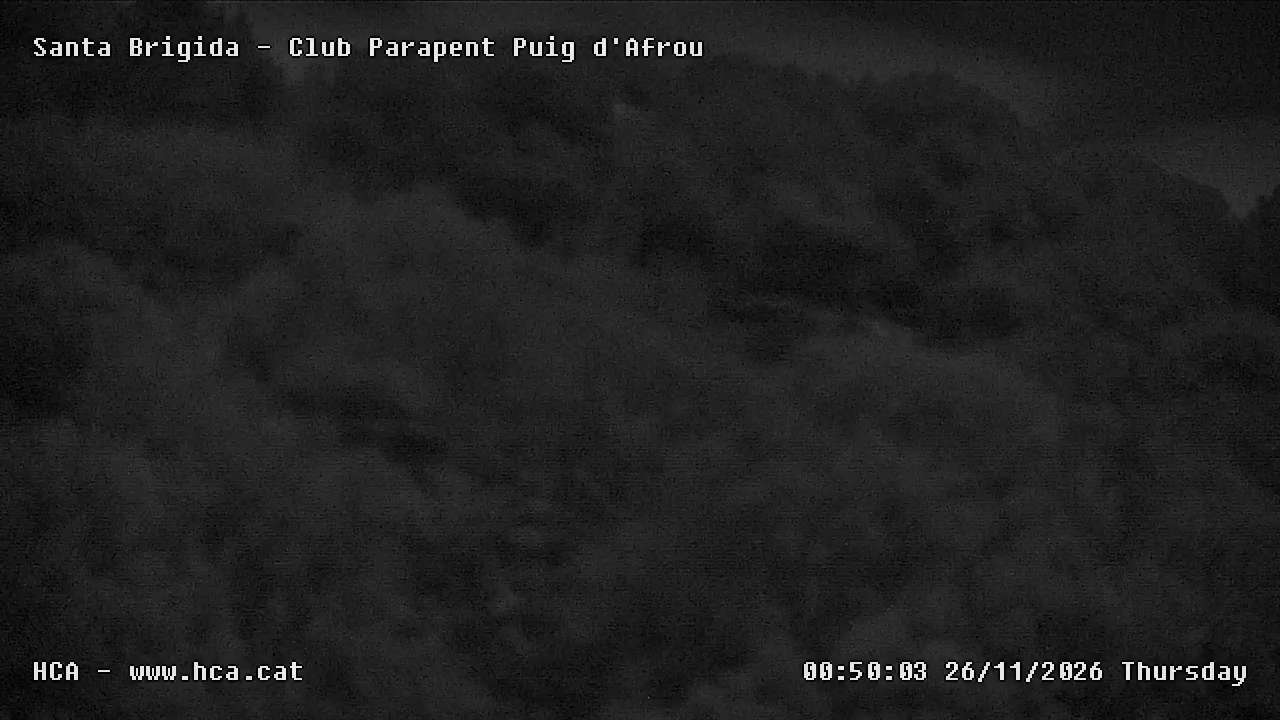 Santa Brigida - Club Parapent Puig d'Afrou
HCA - www.hca.cat
00:50:03 26/11/2026 Thursday